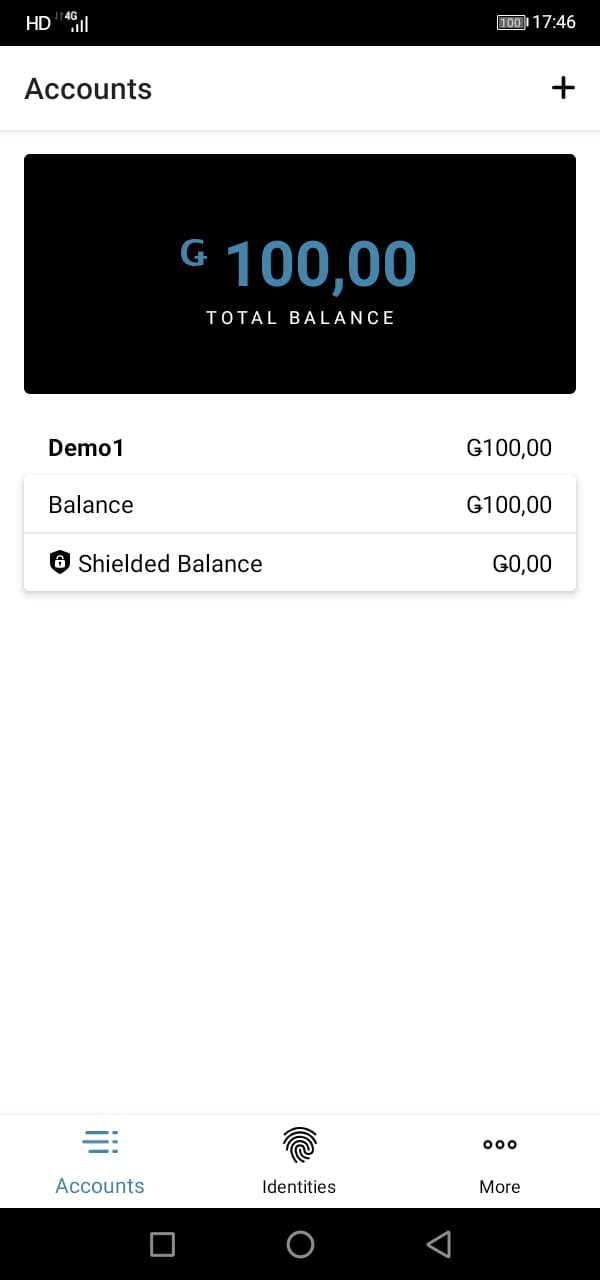 HD 4G 100 17:46
Accounts +
Ǥ 100,00
TOTAL BALANCE
Demo1 Ǥ100,00
Balance Ǥ100,00
Shielded Balance Ǥ0,00
Accounts Identities More